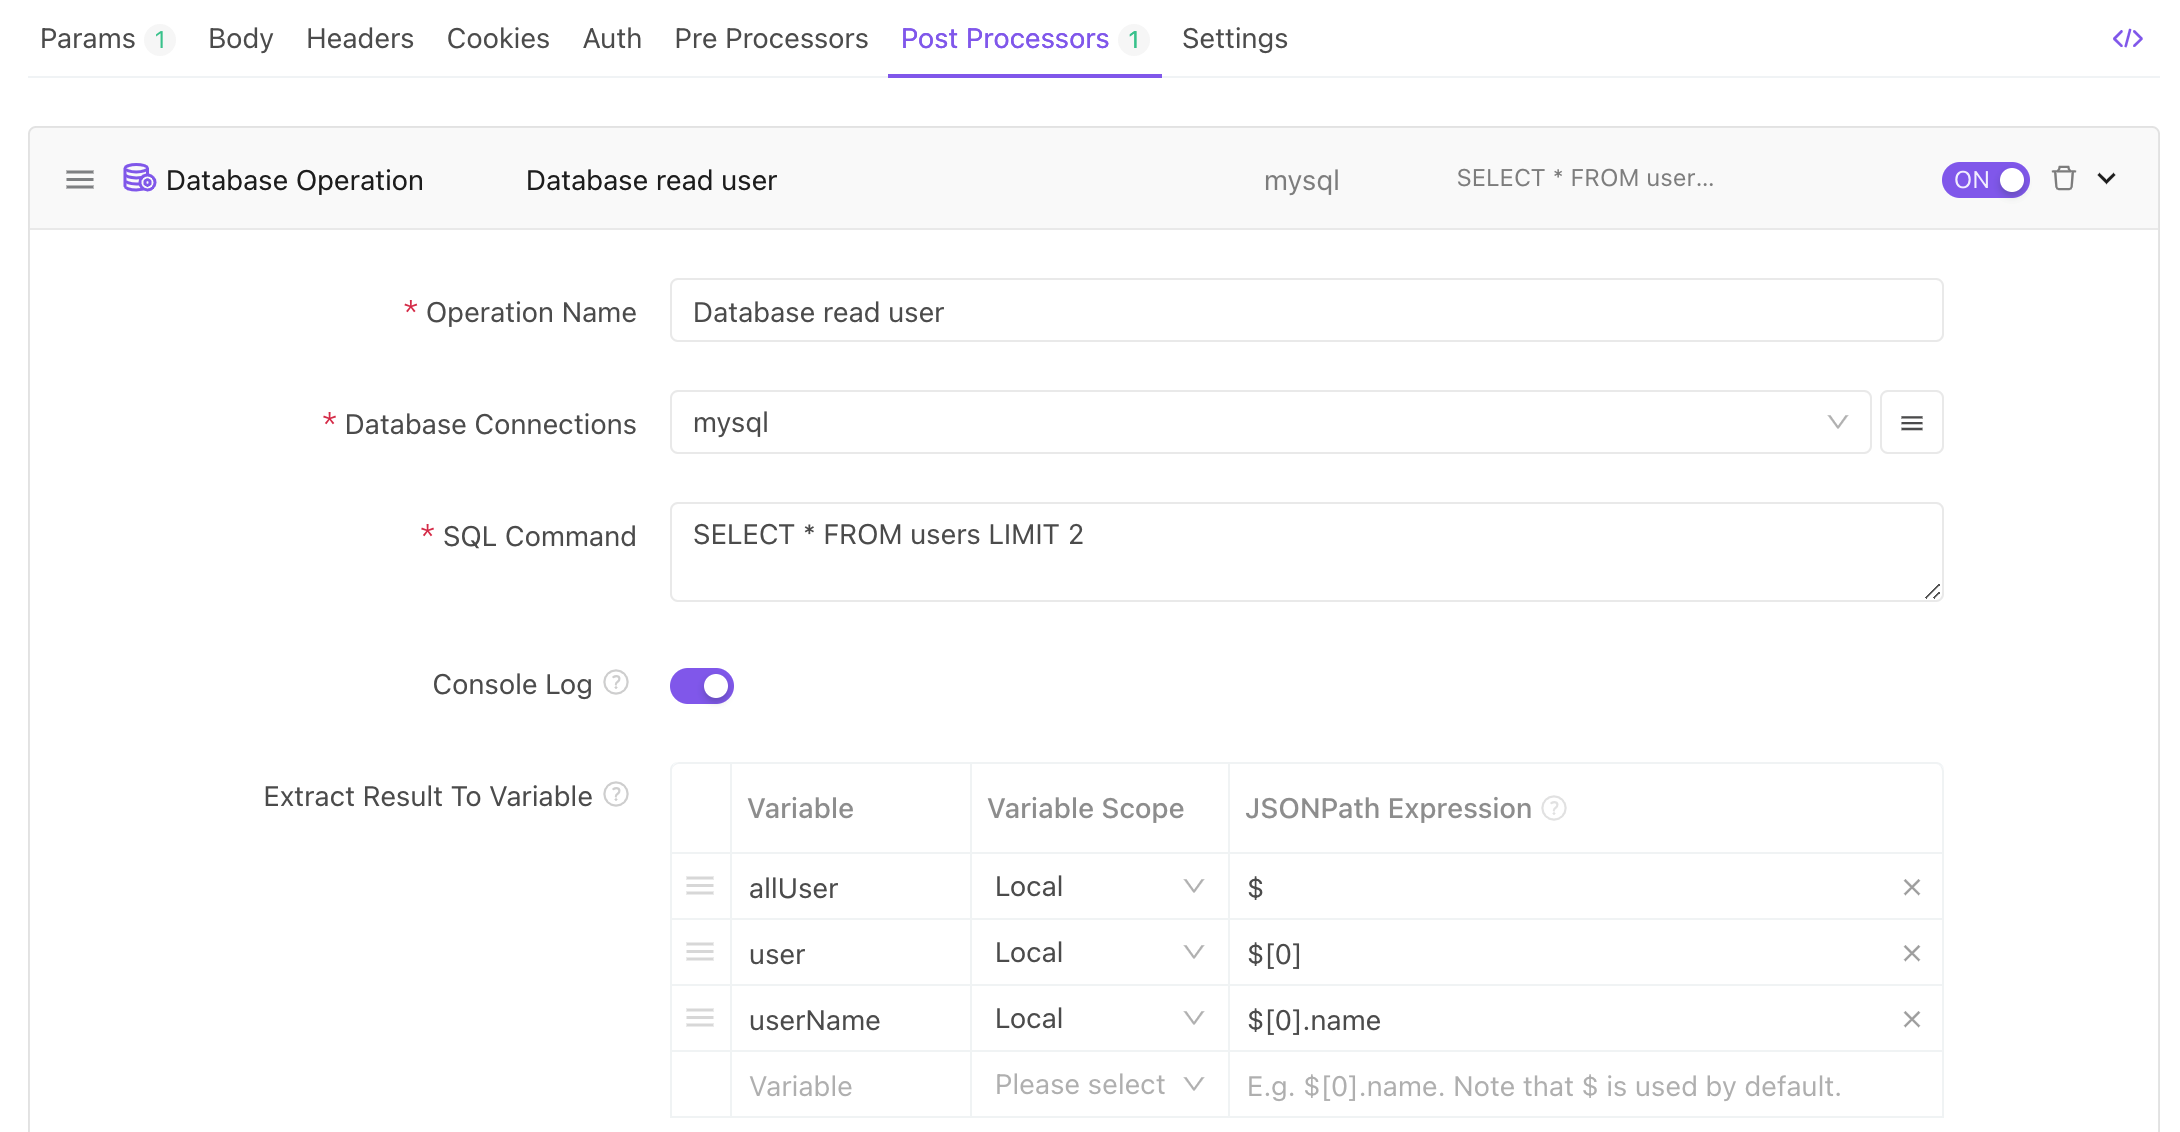 Params 1 Body Headers Cookies Auth Pre Processors Post Processors 1 Settings </>
Database Operation Database read user mysql SELECT * FROM user... ON
* Operation Name Database read user
* Database Connections mysql
* SQL Command SELECT * FROM users LIMIT 2
Console Log ?
Extract Result To Variable ? Variable Variable Scope JSONPath Expression ?
allUser Local $
user Local $[0]
userName Local $[0].name
Variable Please select E.g. $[0].name. Note that $ is used by default.